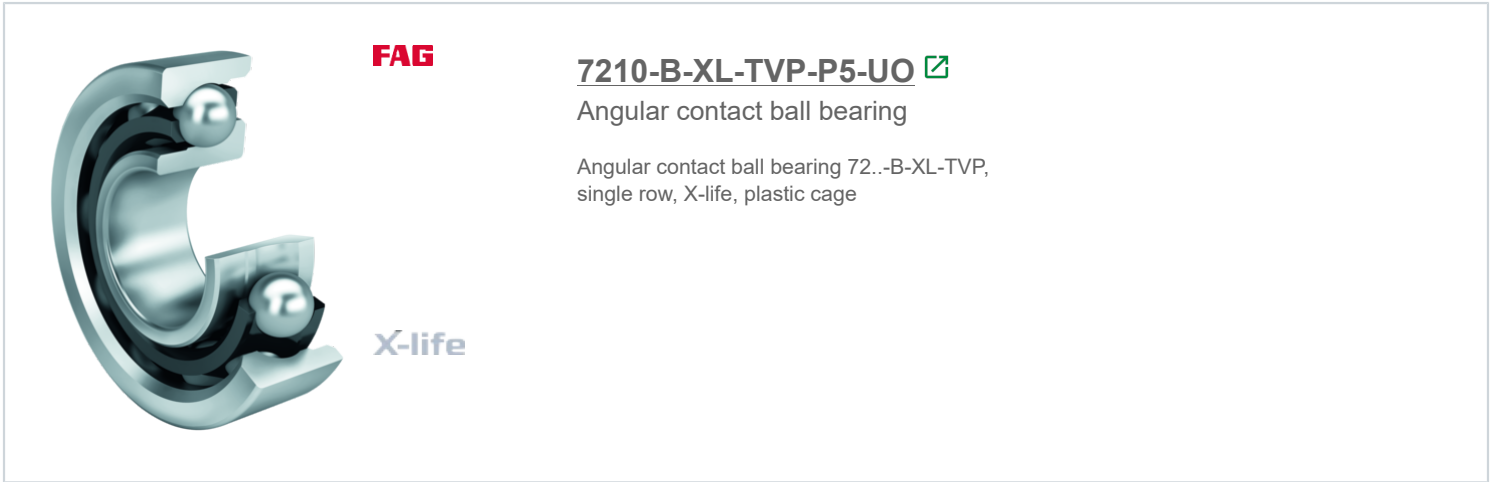 FAG
7210-B-XL-TVP-P5-UO
Angular contact ball bearing
Angular contact ball bearing 72..-B-XL-TVP,
single row, X-life, plastic cage
X-life